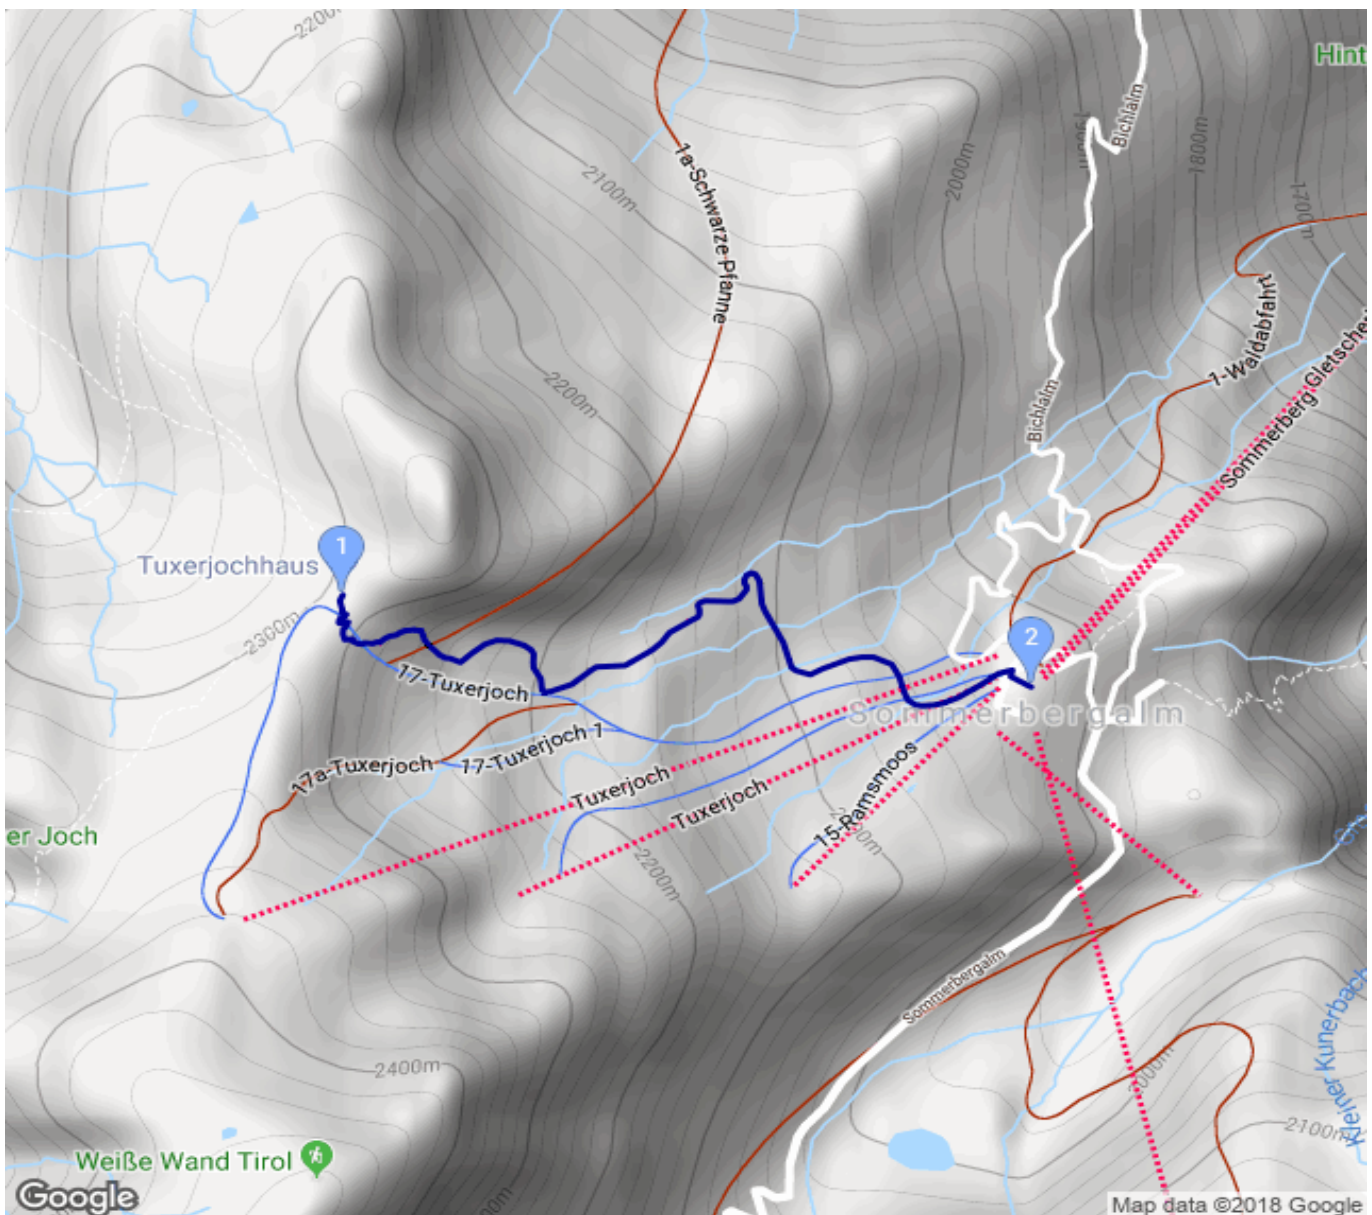 2200
Hint
Bichlalm
1900m
1800m
1a-Schwarze Pfanne
2100m
2000m
1700m
1-Waldabfahrt
Sommerberg Gletscher
2200m
Bichlalm
1
Tuxerjochhaus
2300m
2
17-Tuxerjoch
Sommerbergalm
17-Tuxerjoch 1
17a-Tuxerjoch
Tuxerjoch
Tuxerjoch
15-Ramsmoos
er Joch
2200m
Sommerbergalm
2400m
2000m
Kleiner Kunerbach
2100m
Weiße Wand Tirol
Google
Map data ©2018 Google